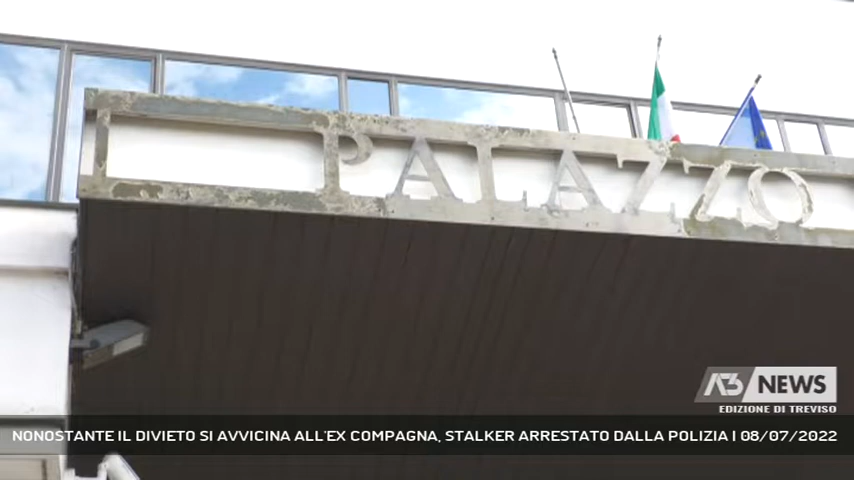 PALAZZO
A3 NEWS
EDIZIONE DI TREVISO
NONOSTANTE IL DIVIETO SI AVVICINA ALL'EX COMPAGNA, STALKER ARRESTATO DALLA POLIZIA | 08/07/2022